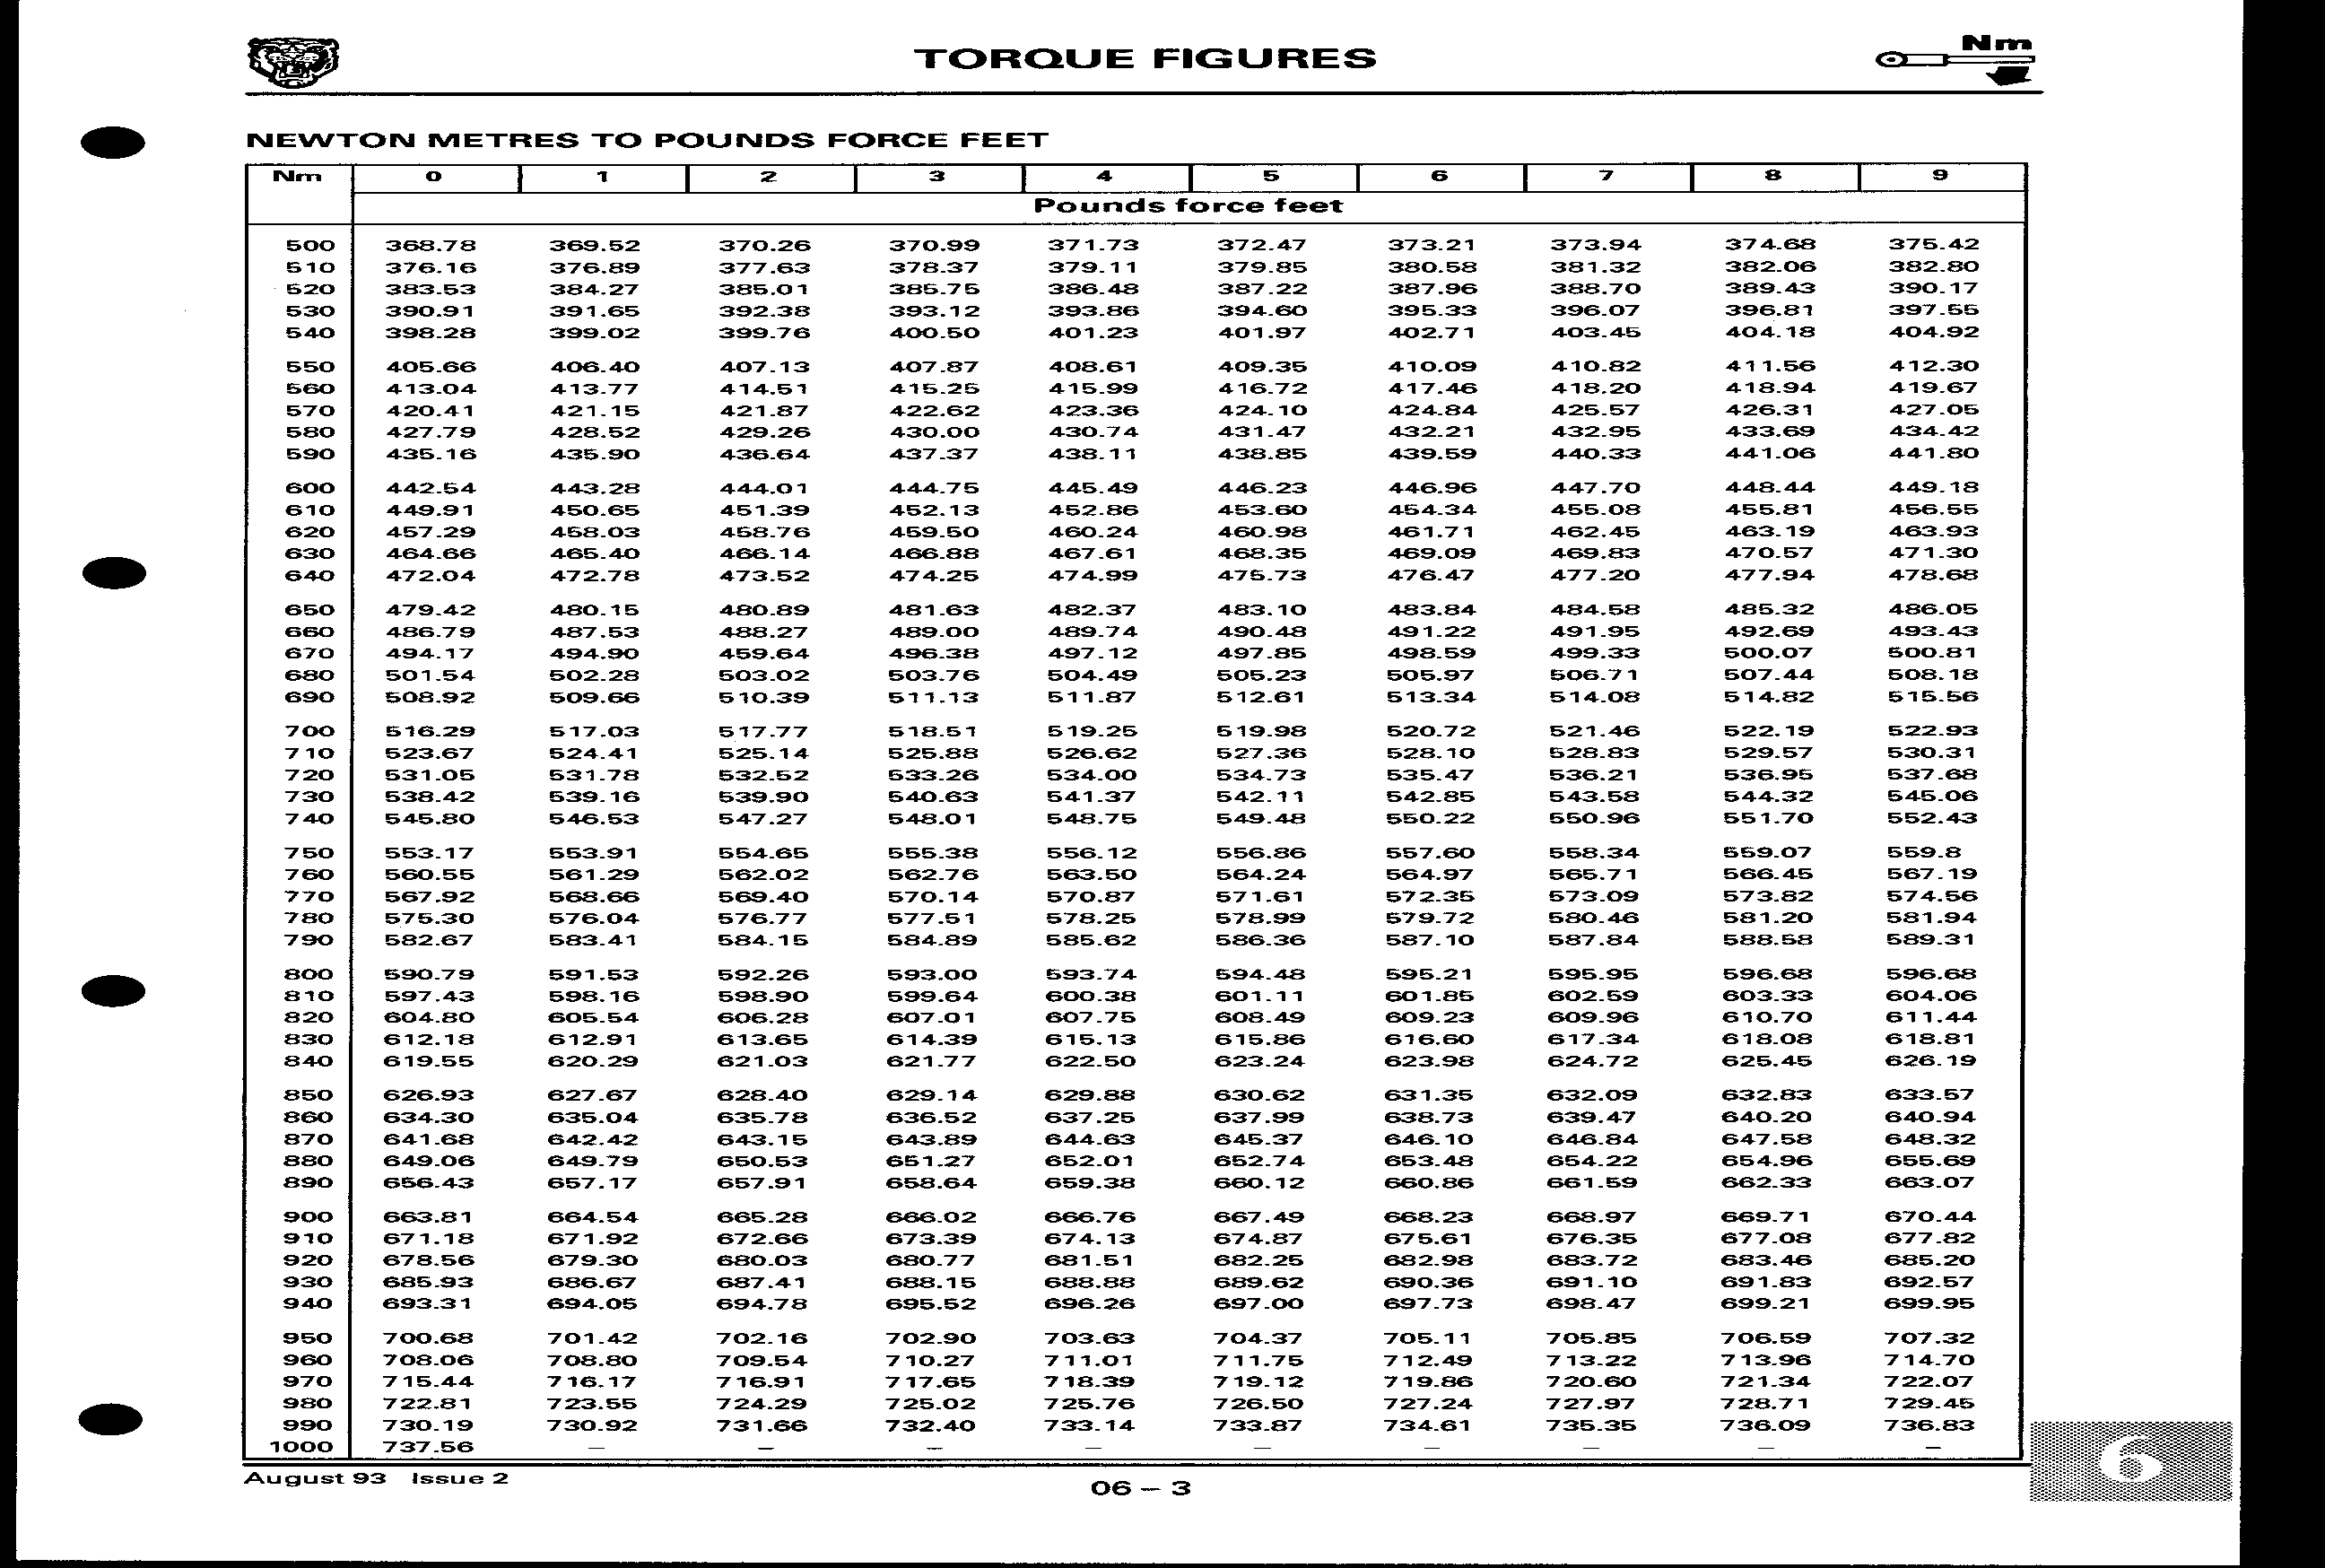 TORQUE FIGURES
Nm
NEWTON METRES TO POUNDS FORCE FEET
Nm 0 1 2 3 4 5 6 7 8 9
Pounds force feet
500 368.78 369.52 370.26 370.99 371.73 372.47 373.21 373.94 374.68 375.42
510 376.16 376.89 377.63 378.37 379.11 379.85 380.58 381.32 382.06 382.80
520 383.53 384.27 385.01 385.75 386.48 387.22 387.96 388.70 389.43 390.17
530 390.91 391.65 392.38 393.12 393.86 394.60 395.33 396.07 396.81 397.55
540 398.28 399.02 399.76 400.50 401.23 401.97 402.71 403.45 404.18 404.92
550 405.66 406.40 407.13 407.87 408.61 409.35 410.09 410.82 411.56 412.30
560 413.04 413.77 414.51 415.25 415.99 416.72 417.46 418.20 418.94 419.67
570 420.41 421.15 421.87 422.62 423.36 424.10 424.84 425.57 426.31 427.05
580 427.79 428.52 429.26 430.00 430.74 431.47 432.21 432.95 433.69 434.42
590 435.16 435.90 436.64 437.37 438.11 438.85 439.59 440.33 441.06 441.80
600 442.54 443.28 444.01 444.75 445.49 446.23 446.96 447.70 448.44 449.18
610 449.91 450.65 451.39 452.13 452.86 453.60 454.34 455.08 455.81 456.55
620 457.29 458.03 458.76 459.50 460.24 460.98 461.71 462.45 463.19 463.93
630 464.66 465.40 466.14 466.88 467.61 468.35 469.09 469.83 470.57 471.30
640 472.04 472.78 473.52 474.25 474.99 475.73 476.47 477.20 477.94 478.68
650 479.42 480.15 480.89 481.63 482.37 483.10 483.84 484.58 485.32 486.05
660 486.79 487.53 488.27 489.00 489.74 490.48 491.22 491.95 492.69 493.43
670 494.17 494.90 459.64 496.38 497.12 497.85 498.59 499.33 500.07 500.81
680 501.54 502.28 503.02 503.76 504.49 505.23 505.97 506.71 507.44 508.18
690 508.92 509.66 510.39 511.13 511.87 512.61 513.34 514.08 514.82 515.56
700 516.29 517.03 517.77 518.51 519.25 519.98 520.72 521.46 522.19 522.93
710 523.67 524.41 525.14 525.88 526.62 527.36 528.10 528.83 529.57 530.31
720 531.05 531.78 532.52 533.26 534.00 534.73 535.47 536.21 536.95 537.68
730 538.42 539.16 539.90 540.63 541.37 542.11 542.85 543.58 544.32 545.06
740 545.80 546.53 547.27 548.01 548.75 549.48 550.22 550.96 551.70 552.43
750 553.17 553.91 554.65 555.38 556.12 556.86 557.60 558.34 559.07 559.8
760 560.55 561.29 562.02 562.76 563.50 564.24 564.97 565.71 566.45 567.19
770 567.92 568.66 569.40 570.14 570.87 571.61 572.35 573.09 573.82 574.56
780 575.30 576.04 576.77 577.51 578.25 578.99 579.72 580.46 581.20 581.94
790 582.67 583.41 584.15 584.89 585.62 586.36 587.10 587.84 588.58 589.31
800 590.79 591.53 592.26 593.00 593.74 594.48 595.21 595.95 596.68 596.68
810 597.43 598.16 598.90 599.64 600.38 601.11 601.85 602.59 603.33 604.06
820 604.80 605.54 606.28 607.01 607.75 608.49 609.23 609.96 610.70 611.44
830 612.18 612.91 613.65 614.39 615.13 615.86 616.60 617.34 618.08 618.81
840 619.55 620.29 621.03 621.77 622.50 623.24 623.98 624.72 625.45 626.19
850 626.93 627.67 628.40 629.14 629.88 630.62 631.35 632.09 632.83 633.57
860 634.30 635.04 635.78 636.52 637.25 637.99 638.73 639.47 640.20 640.94
870 641.68 642.42 643.15 643.89 644.63 645.37 646.10 646.84 647.58 648.32
880 649.06 649.79 650.53 651.27 652.01 652.74 653.48 654.22 654.96 655.69
890 656.43 657.17 657.91 658.64 659.38 660.12 660.86 661.59 662.33 663.07
900 663.81 664.54 665.28 666.02 666.76 667.49 668.23 668.97 669.71 670.44
910 671.18 671.92 672.66 673.39 674.13 674.87 675.61 676.35 677.08 677.82
920 678.56 679.30 680.03 680.77 681.51 682.25 682.98 683.72 683.46 685.20
930 685.93 686.67 687.41 688.15 688.88 689.62 690.36 691.10 691.83 692.57
940 693.31 694.05 694.78 695.52 696.26 697.00 697.73 698.47 699.21 699.95
950 700.68 701.42 702.16 702.90 703.63 704.37 705.11 705.85 706.59 707.32
960 708.06 708.80 709.54 710.27 711.01 711.75 712.49 713.22 713.96 714.70
970 715.44 716.17 716.91 717.65 718.39 719.12 719.86 720.60 721.34 722.07
980 722.81 723.55 724.29 725.02 725.76 726.50 727.24 727.97 728.71 729.45
990 730.19 730.92 731.66 732.40 733.14 733.87 734.61 735.35 736.09 736.83
1000 737.56 – – – – – – – – –
6
August 93 Issue 2
06 – 3